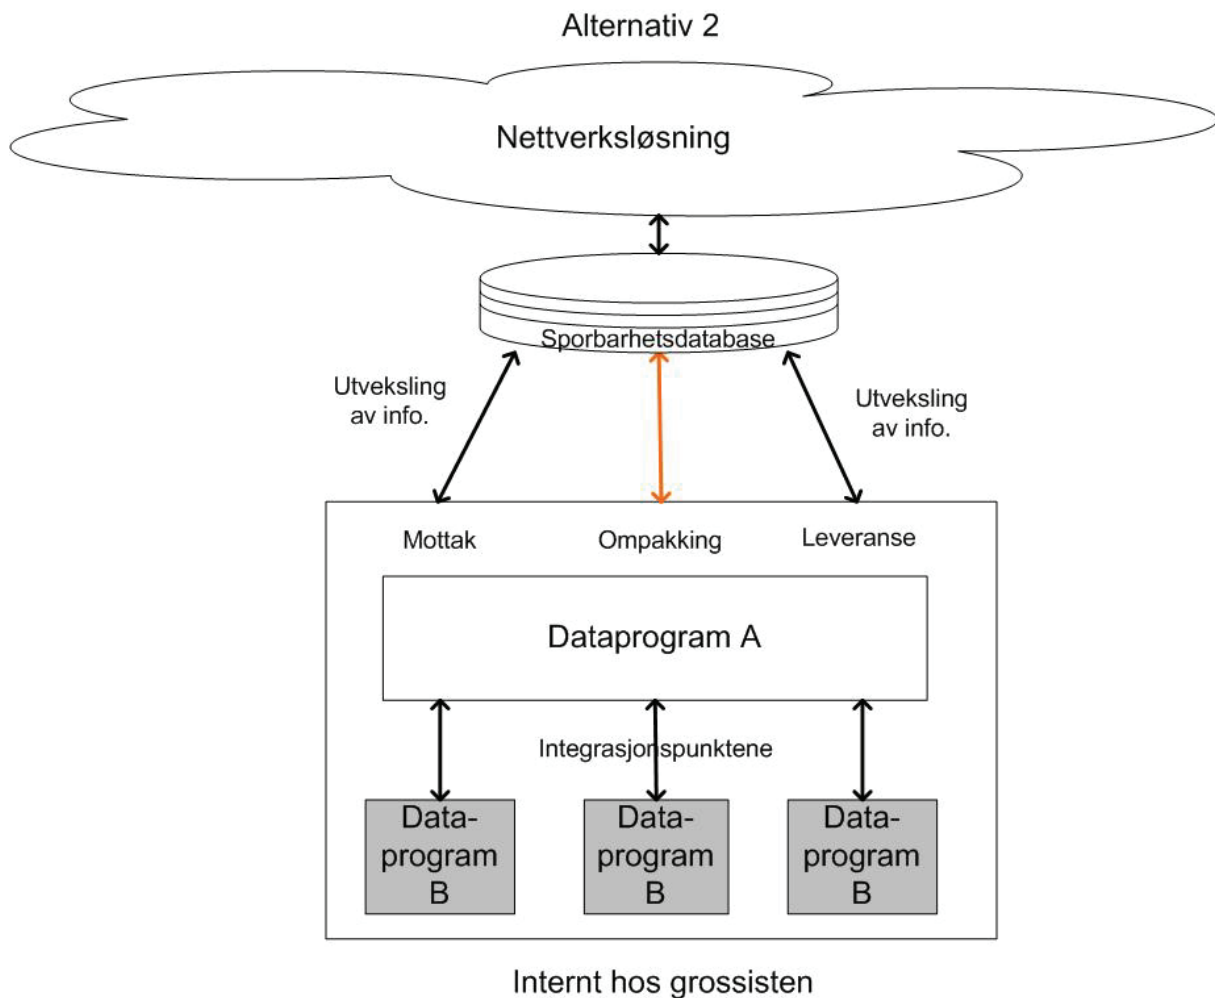 Alternativ 2
Nettverksløsning
Sporbarhetsdatabase
Utveksling
av info.
Utveksling
av info.
Mottak
Ompakking
Leveranse
Dataprogram A
Integrasjonspunktene
Data-
program
B
Data-
program
B
Data-
program
B
Internt hos grossisten